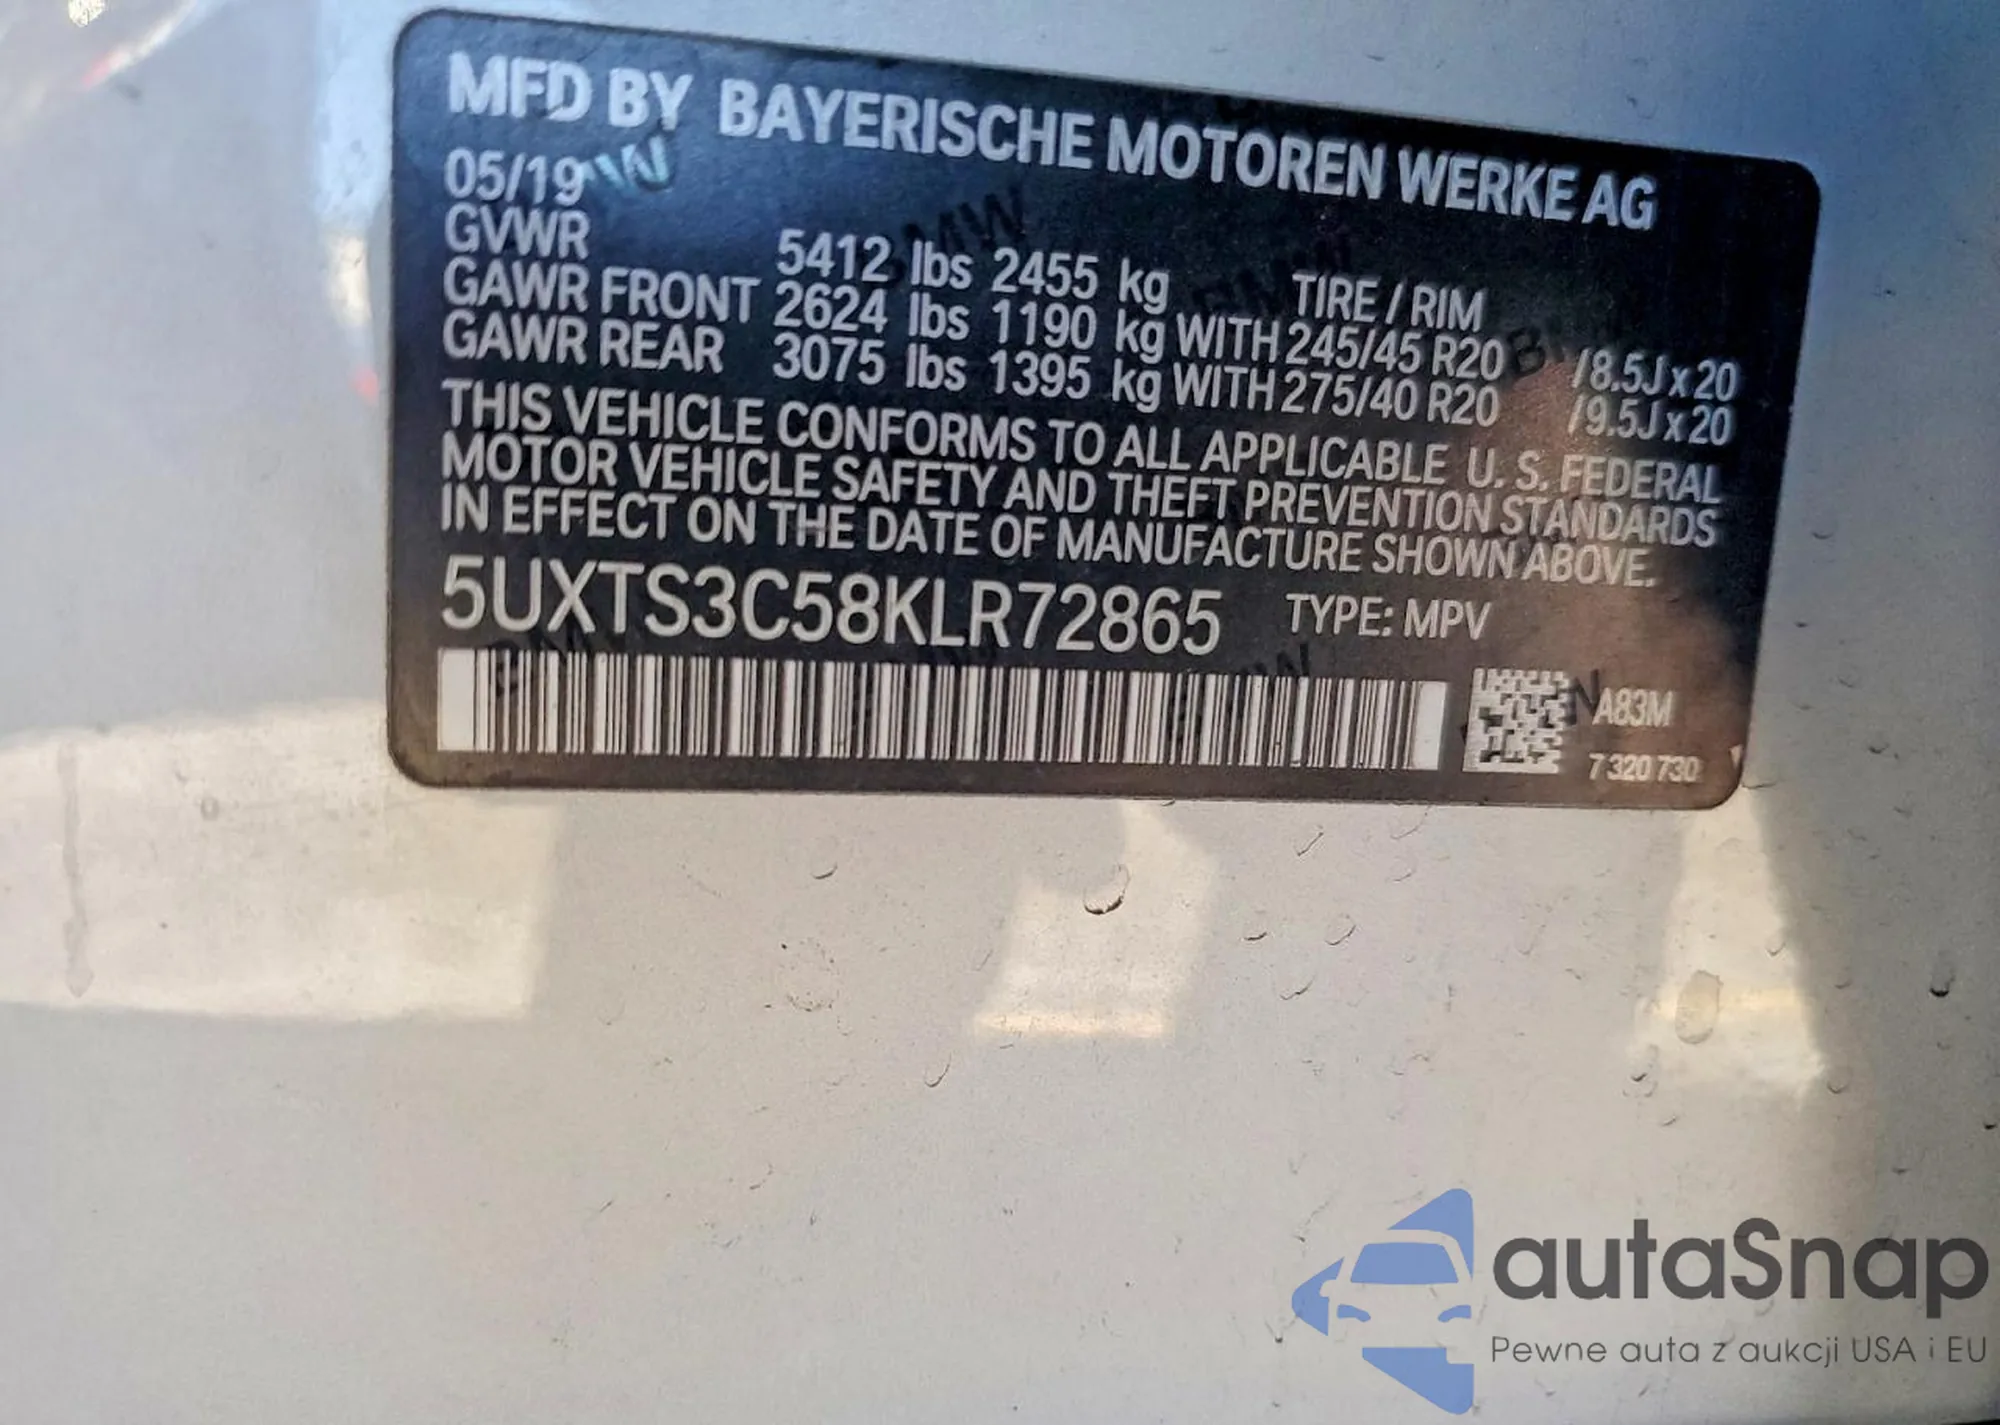 MFD BY BAYERISCHE MOTOREN WERKE AG
05/19
GVWR 5412 lbs 2455 kg TIRE / RIM
GAWR FRONT 2624 lbs 1190 kg WITH 245/45 R20 /8.5J x 20
GAWR REAR 3075 lbs 1395 kg WITH 275/40 R20 /9.5J x 20
THIS VEHICLE CONFORMS TO ALL APPLICABLE U. S. FEDERAL
MOTOR VEHICLE SAFETY AND THEFT PREVENTION STANDARDS
IN EFFECT ON THE DATE OF MANUFACTURE SHOWN ABOVE.
5UXTS3C58KLR72865 TYPE: MPV
A83M
7 320 730
autaSnap
Pewne auta z aukcji USA i EU